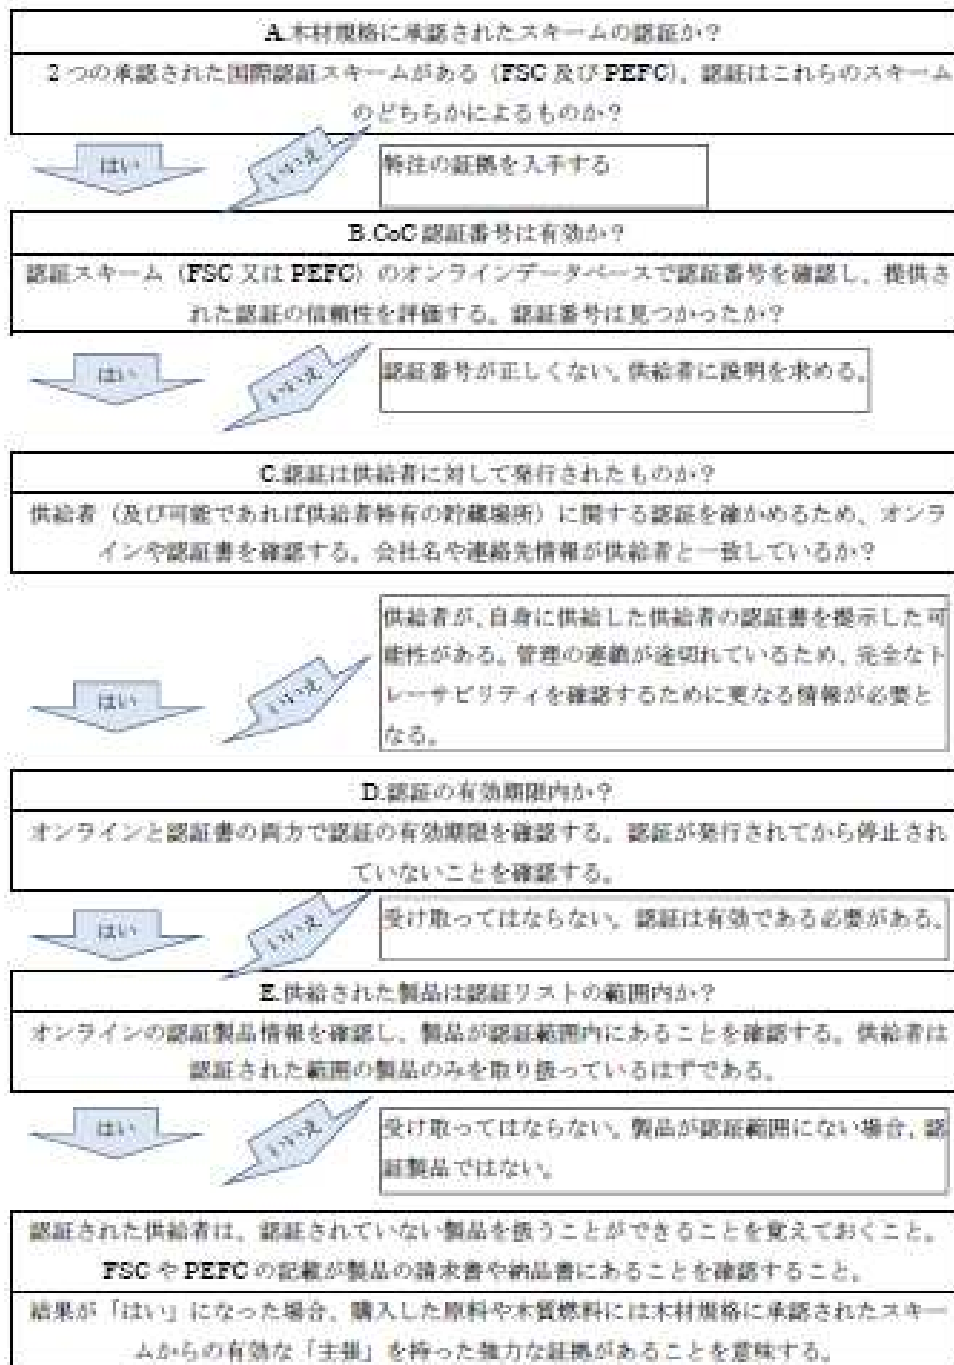 A.木材規格に承認されたスキームの認証か？
2つの承認された国際認証スキームがある（FSC 及び PEFC）。認証はこれらのスキーム
のどちらかによるものか？
はい
いいえ
特注の証拠を入手する
B.CoC 認証番号は有効か？
認証スキーム（FSC 又は PEFC）のオンラインデータベースで認証番号を確認し、提供さ
れた認証の信頼性を評価する。認証番号は見つかったか？
はい
いいえ
認証番号が正しくない。供給者に説明を求める。
C.認証は供給者に対して発行されたものか？
供給者（及び可能であれば供給者特有の貯蔵場所）に関する認証を確かめるため、オンラ
インや認証書を確認する。会社名や連絡先情報が供給者と一致しているか？
はい
いいえ
供給者が、自身に供給した供給者の認証書を提示した可
能性がある。管理の連鎖が途切れているため、完全なト
レーサビリティを確認するために更なる情報が必要と
なる。
D.認証の有効期限内か？
オンラインと認証書の両方で認証の有効期限を確認する。認証が発行されてから停止され
ていないことを確認する。
はい
いいえ
受け取ってはならない。認証は有効である必要がある。
E.供給された製品は認証リストの範囲内か？
オンラインの認証製品情報を確認し、製品が認証範囲内にあることを確認する。供給者は
認証された範囲の製品のみを取り扱っているはずである。
はい
いいえ
受け取ってはならない。製品が認証範囲にない場合、認
証製品ではない。
認証された供給者は、認証されていない製品を扱うことができることを覚えておくこと。
FSC や PEFC の記載が製品の請求書や納品書にあることを確認すること。
結果が「はい」になった場合、購入した原料や木質燃料には木材規格に承認されたスキー
ムからの有効な「主張」を持った強力な証拠があることを意味する。